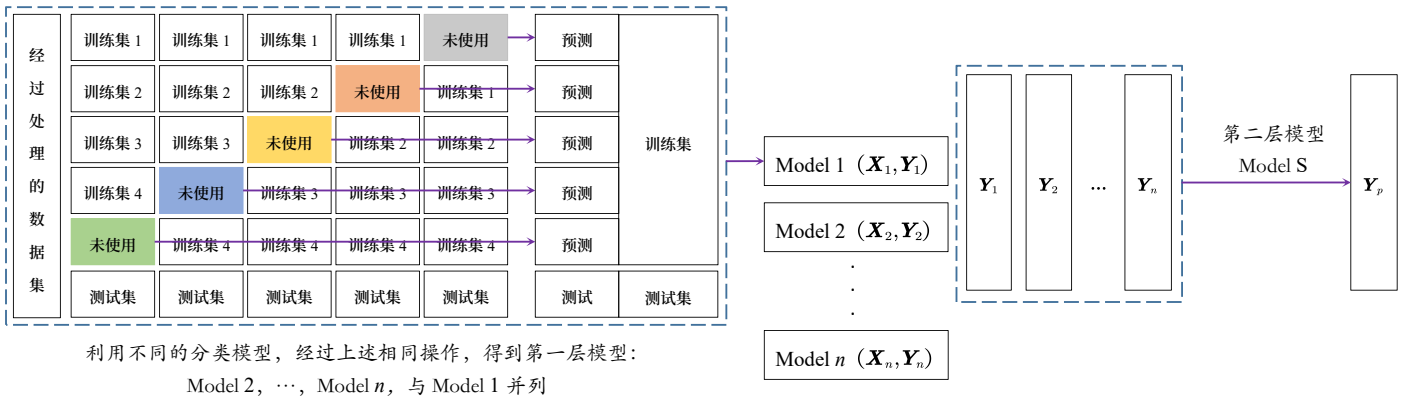 经过处理的数据集
训练集 1 训练集 1 训练集 1 训练集 1 未使用 预测
训练集 2 训练集 2 训练集 2 未使用 训练集 1 预测
训练集 3 训练集 3 未使用 训练集 2 训练集 2 预测
训练集 4 未使用 训练集 3 训练集 3 训练集 3 预测
未使用 训练集 4 训练集 4 训练集 4 训练集 4 预测
训练集
测试集 测试集 测试集 测试集 测试集 测试 测试集
利用不同的分类模型，经过上述相同操作，得到第一层模型：
Model 2，…，Model n，与 Model 1 并列
Model 1（X1,Y1）
Model 2（X2,Y2）
.
.
.
Model n（Xn,Yn）
Y1 Y2 ... Yn
第二层模型
Model S
Yp